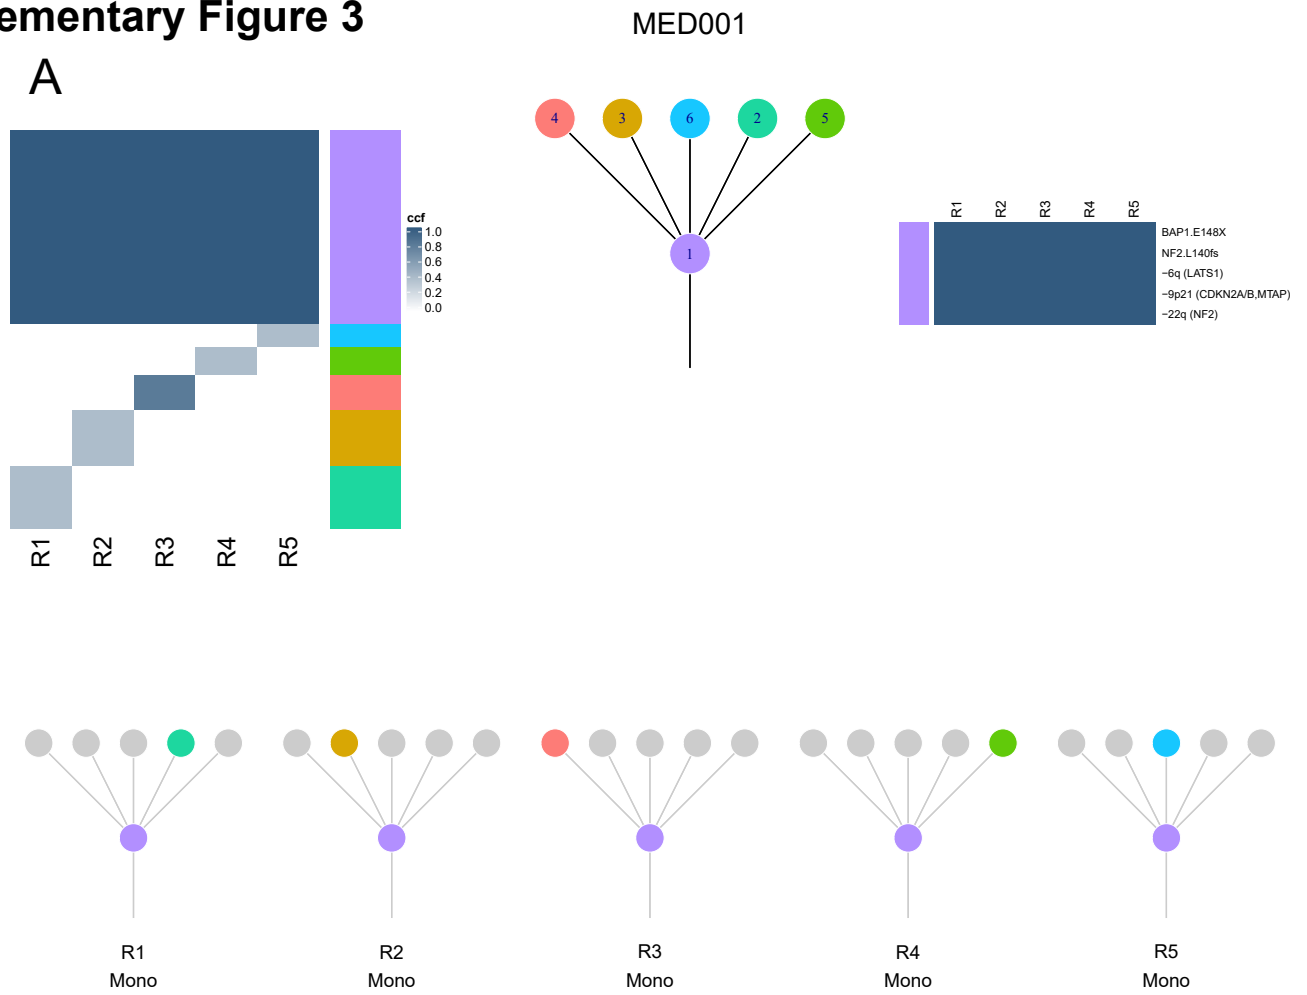 ementary Figure 3
MED001
A
4 3 6 2 5
1
ccf
1.0
0.8
0.6
0.4
0.2
0.0
R1 R2 R3 R4 R5
BAP1.E148X
NF2.L140fs
−6q (LATS1)
−9p21 (CDKN2A/B,MTAP)
−22q (NF2)
R1 R2 R3 R4 R5
R1 R2 R3 R4 R5
Mono Mono Mono Mono Mono